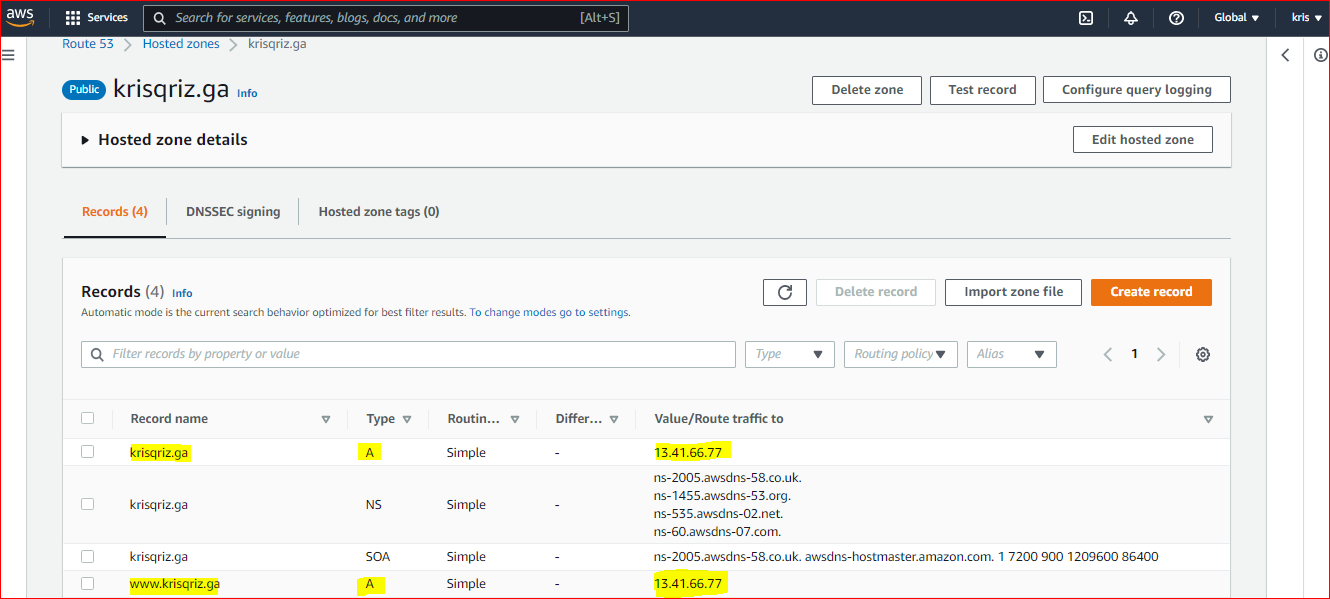 aws
Services
Search for services, features, blogs, docs, and more
[Alt+S]
Global
kris
Route 53
Hosted zones
krisqriz.ga
Public
krisqriz.ga
Info
Delete zone
Test record
Configure query logging
Hosted zone details
Edit hosted zone
Records (4)
DNSSEC signing
Hosted zone tags (0)
Records (4)
Info
Delete record
Import zone file
Create record
Automatic mode is the current search behavior optimized for best filter results. To change modes go to settings.
Filter records by property or value
Type
Routing policy
Alias
1
Record name
Type
Routin...
Differ...
Value/Route traffic to
krisqriz.ga
A
Simple
-
13.41.66.77
krisqriz.ga
NS
Simple
-
ns-2005.awsdns-58.co.uk.
ns-1455.awsdns-53.org.
ns-535.awsdns-02.net.
ns-60.awsdns-07.com.
krisqriz.ga
SOA
Simple
-
ns-2005.awsdns-58.co.uk. awsdns-hostmaster.amazon.com. 1 7200 900 1209600 86400
www.krisqriz.ga
A
Simple
-
13.41.66.77